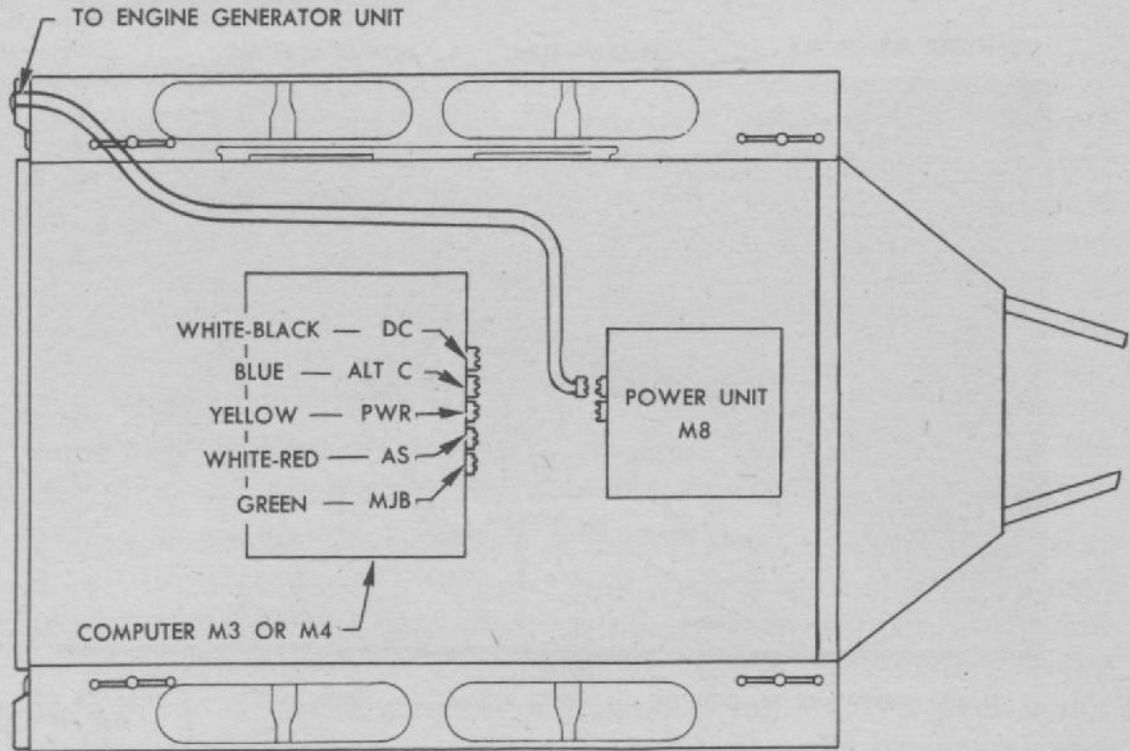 TO ENGINE GENERATOR UNIT
WHITE-BLACK — DC
BLUE — ALT C
YELLOW — PWR
WHITE-RED — AS
GREEN — MJB
POWER UNIT
M8
COMPUTER M3 OR M4